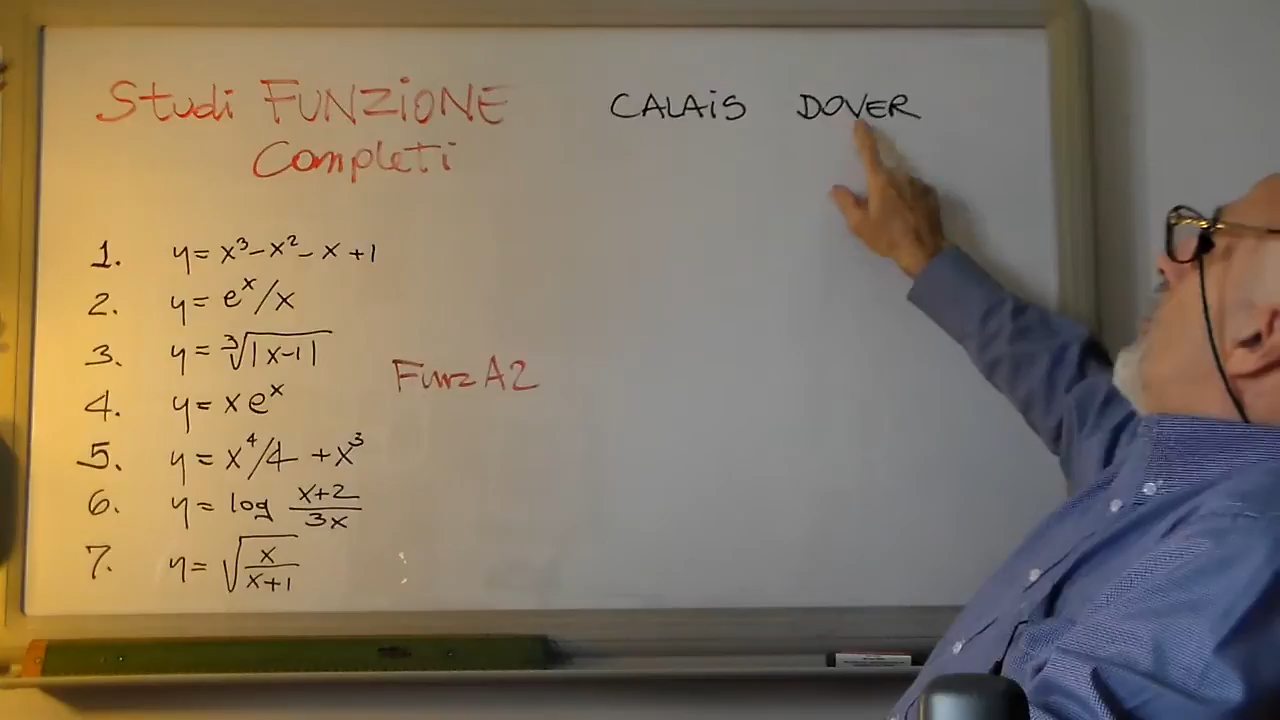 Studi FUNZiONE
Completi
CALAiS DOVER
1. y = x³ - x² - x + 1
2. y = eˣ/x
3. y = ∛|x-1|
4. y = x eˣ
5. y = x⁴/4 + x³
6. y = log (x+2)/(3x)
7. y = √(x/(x+1))
Funz A2